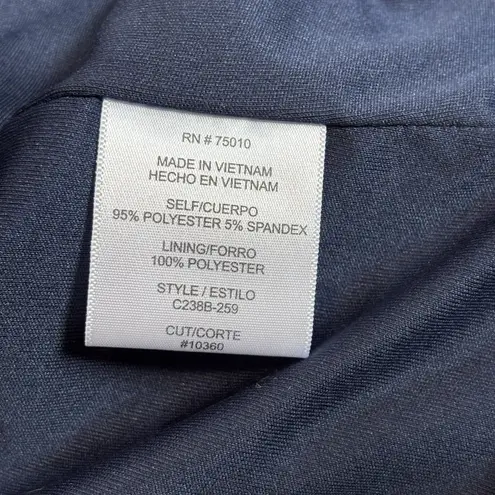 RN # 75010
MADE IN VIETNAM
HECHO EN VIETNAM
SELF/CUERPO
95% POLYESTER 5% SPANDEX
LINING/FORRO
100% POLYESTER
STYLE / ESTILO
C238B-259
CUT/CORTE
#10360